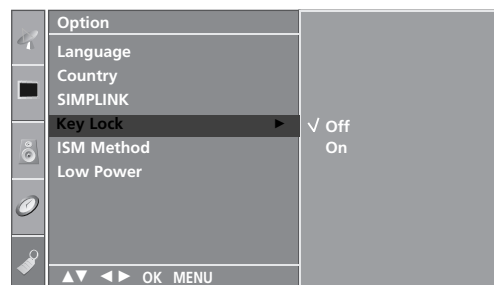 Option
Language
Country
SIMPLINK
Key Lock ►
ISM Method
Low Power
√ Off
On
▲▼ ◄► OK MENU